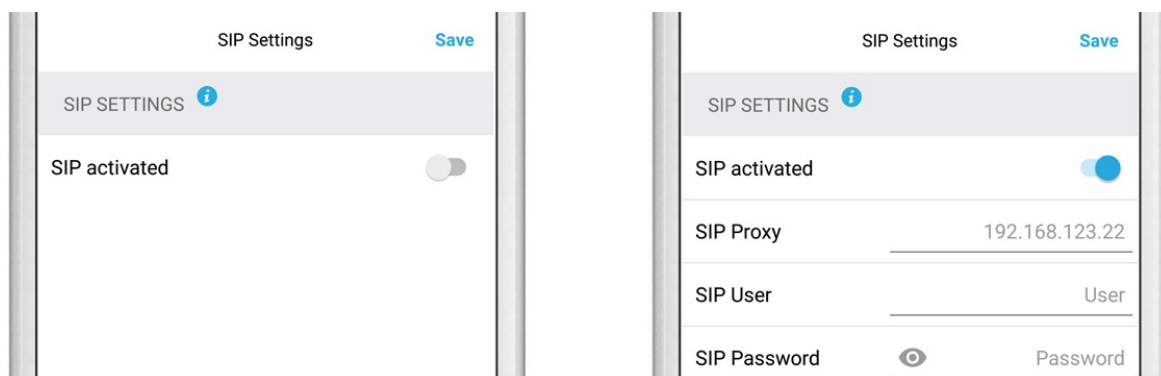 SIP Settings Save
SIP SETTINGS i
SIP activated
SIP Settings Save
SIP SETTINGS i
SIP activated
SIP Proxy 192.168.123.22
SIP User User
SIP Password Password